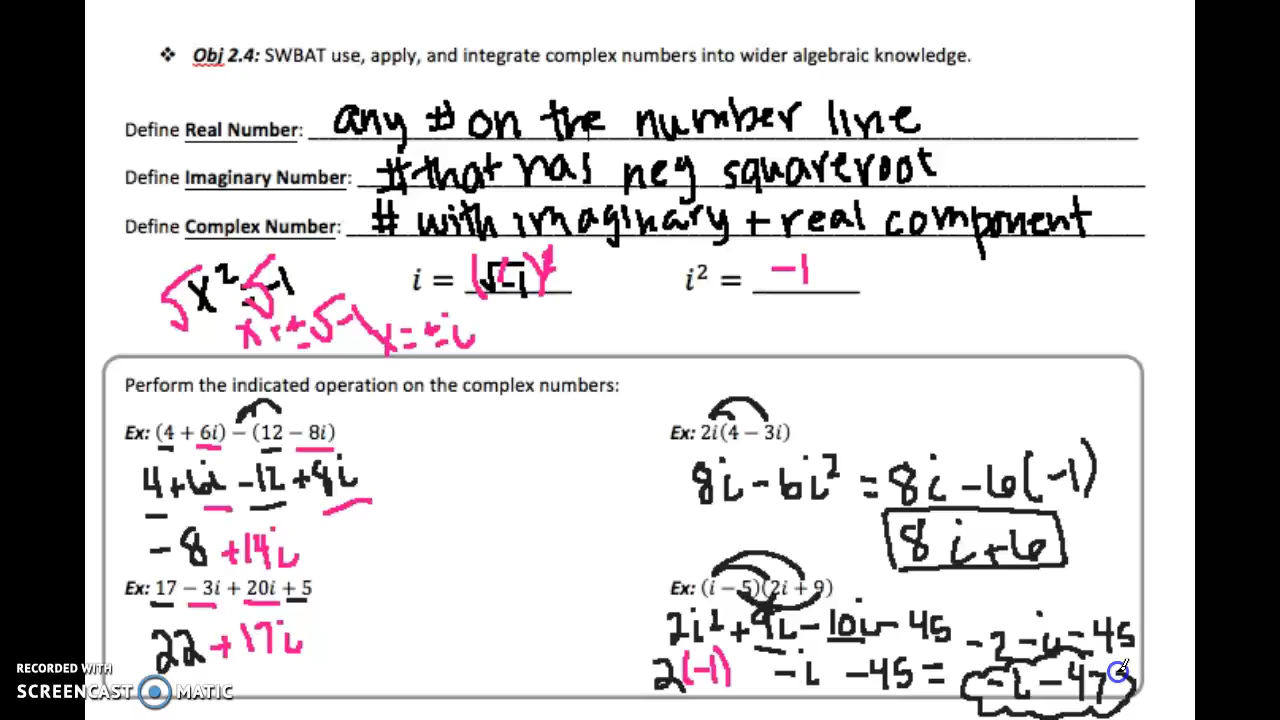 ❖ Obj 2.4: SWBAT use, apply, and integrate complex numbers into wider algebraic knowledge.
Define Real Number: any # on the number line
Define Imaginary Number: # that has neg squareroot
Define Complex Number: # with imaginary + real component
√x² = √-1 i = (√-1)² i² = -1
x = ± √-1 x = ± i
Perform the indicated operation on the complex numbers:
Ex: (4 + 6i) − (12 − 8i) Ex: 2i(4 − 3i)
4 + 6i - 12 + 8i 8i - 6i² = 8i - 6(-1)
-8 + 14i 8i + 6
Ex: 17 − 3i + 20i + 5 Ex: (i − 5)(2i + 9)
22 + 17i 2i² + 9i - 10i - 45 -2 - i - 45
2(-1) - i - 45 = -i - 47
RECORDED WITH
SCREENCAST MATIC